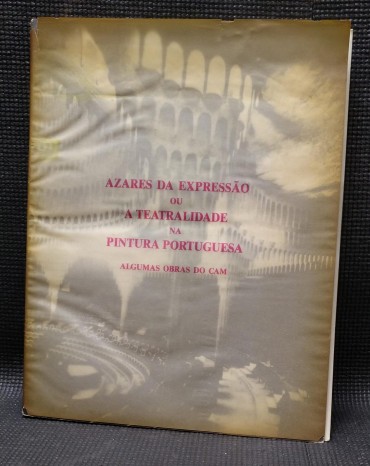 AZARES DA EXPRESSÃO
OU
A TEATRALIDADE
NA
PINTURA PORTUGUESA
ALGUMAS OBRAS DO CAM